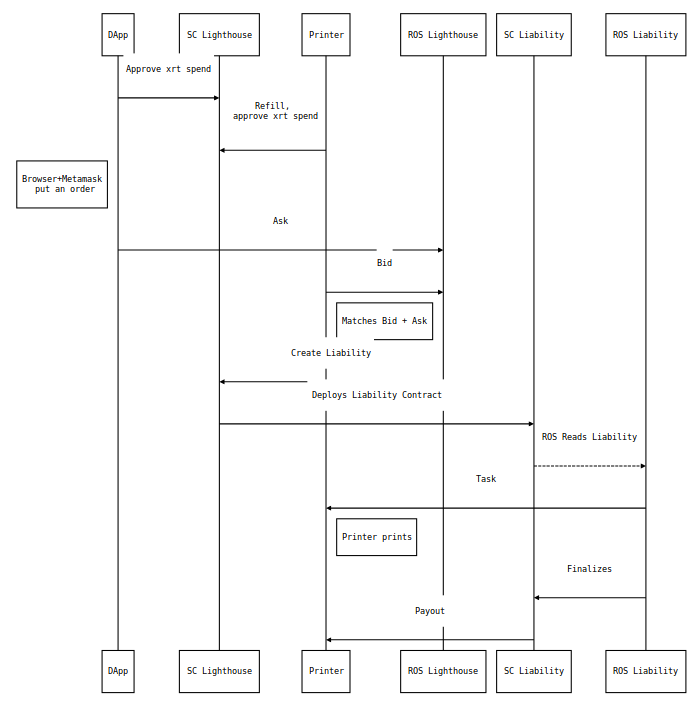 DApp
SC Lighthouse
Printer
ROS Lighthouse
SC Liability
ROS Liability
Approve xrt spend
Refill,
approve xrt spend
Browser+Metamask
put an order
Ask
Bid
Matches Bid + Ask
Create Liability
Deploys Liability Contract
ROS Reads Liability
Task
Printer prints
Finalizes
Payout
DApp
SC Lighthouse
Printer
ROS Lighthouse
SC Liability
ROS Liability